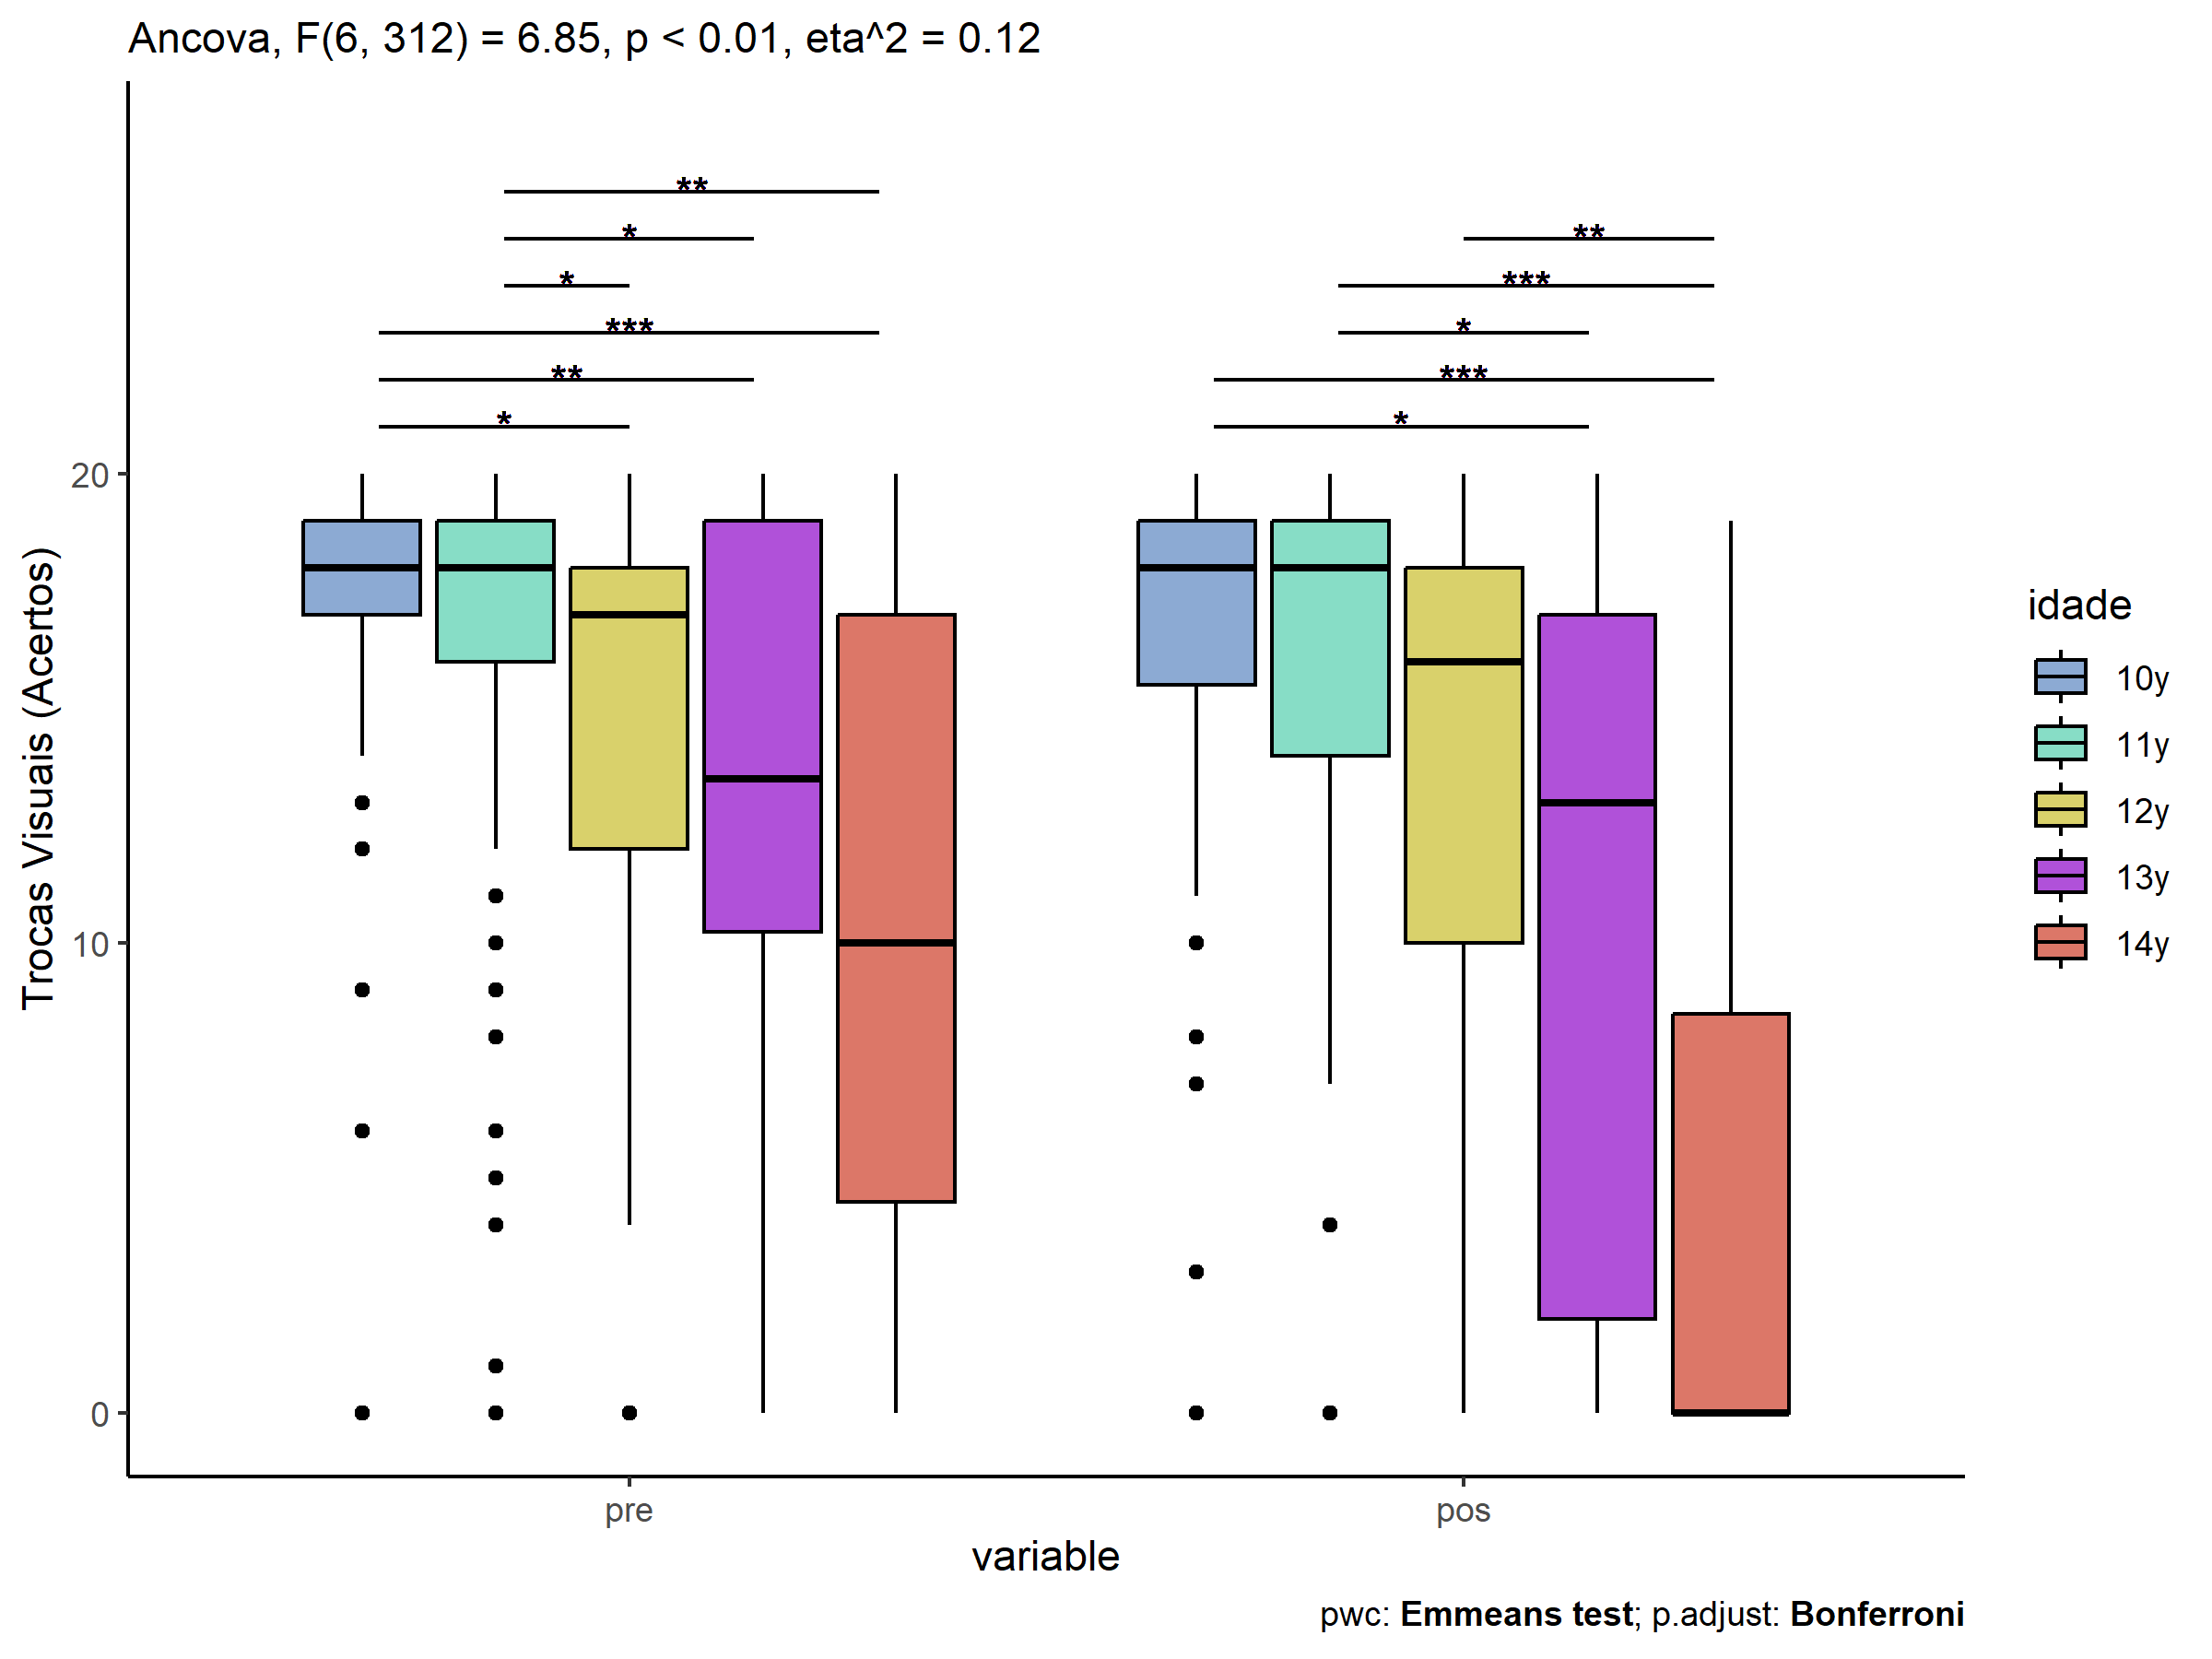 Ancova, F(6, 312) = 6.85, p < 0.01, eta^2 = 0.12
**
*
*
***
**
*
**
***
*
***
*
Trocas Visuais (Acertos)
20
10
0
pre
pos
variable
idade
10y
11y
12y
13y
14y
pwc: Emmeans test; p.adjust: Bonferroni